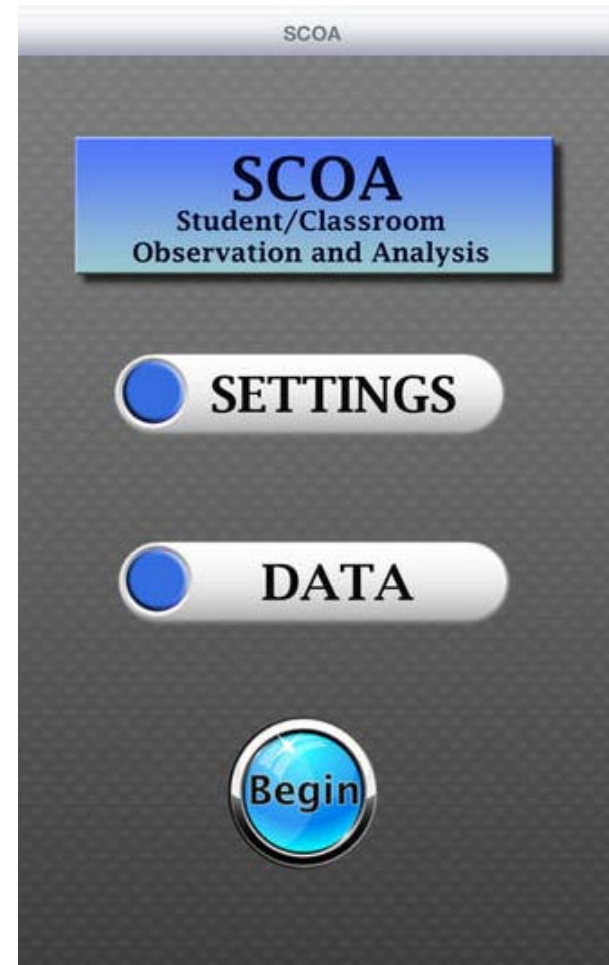 SCOA
SCOA
Student/Classroom
Observation and Analysis
SETTINGS
DATA
Begin